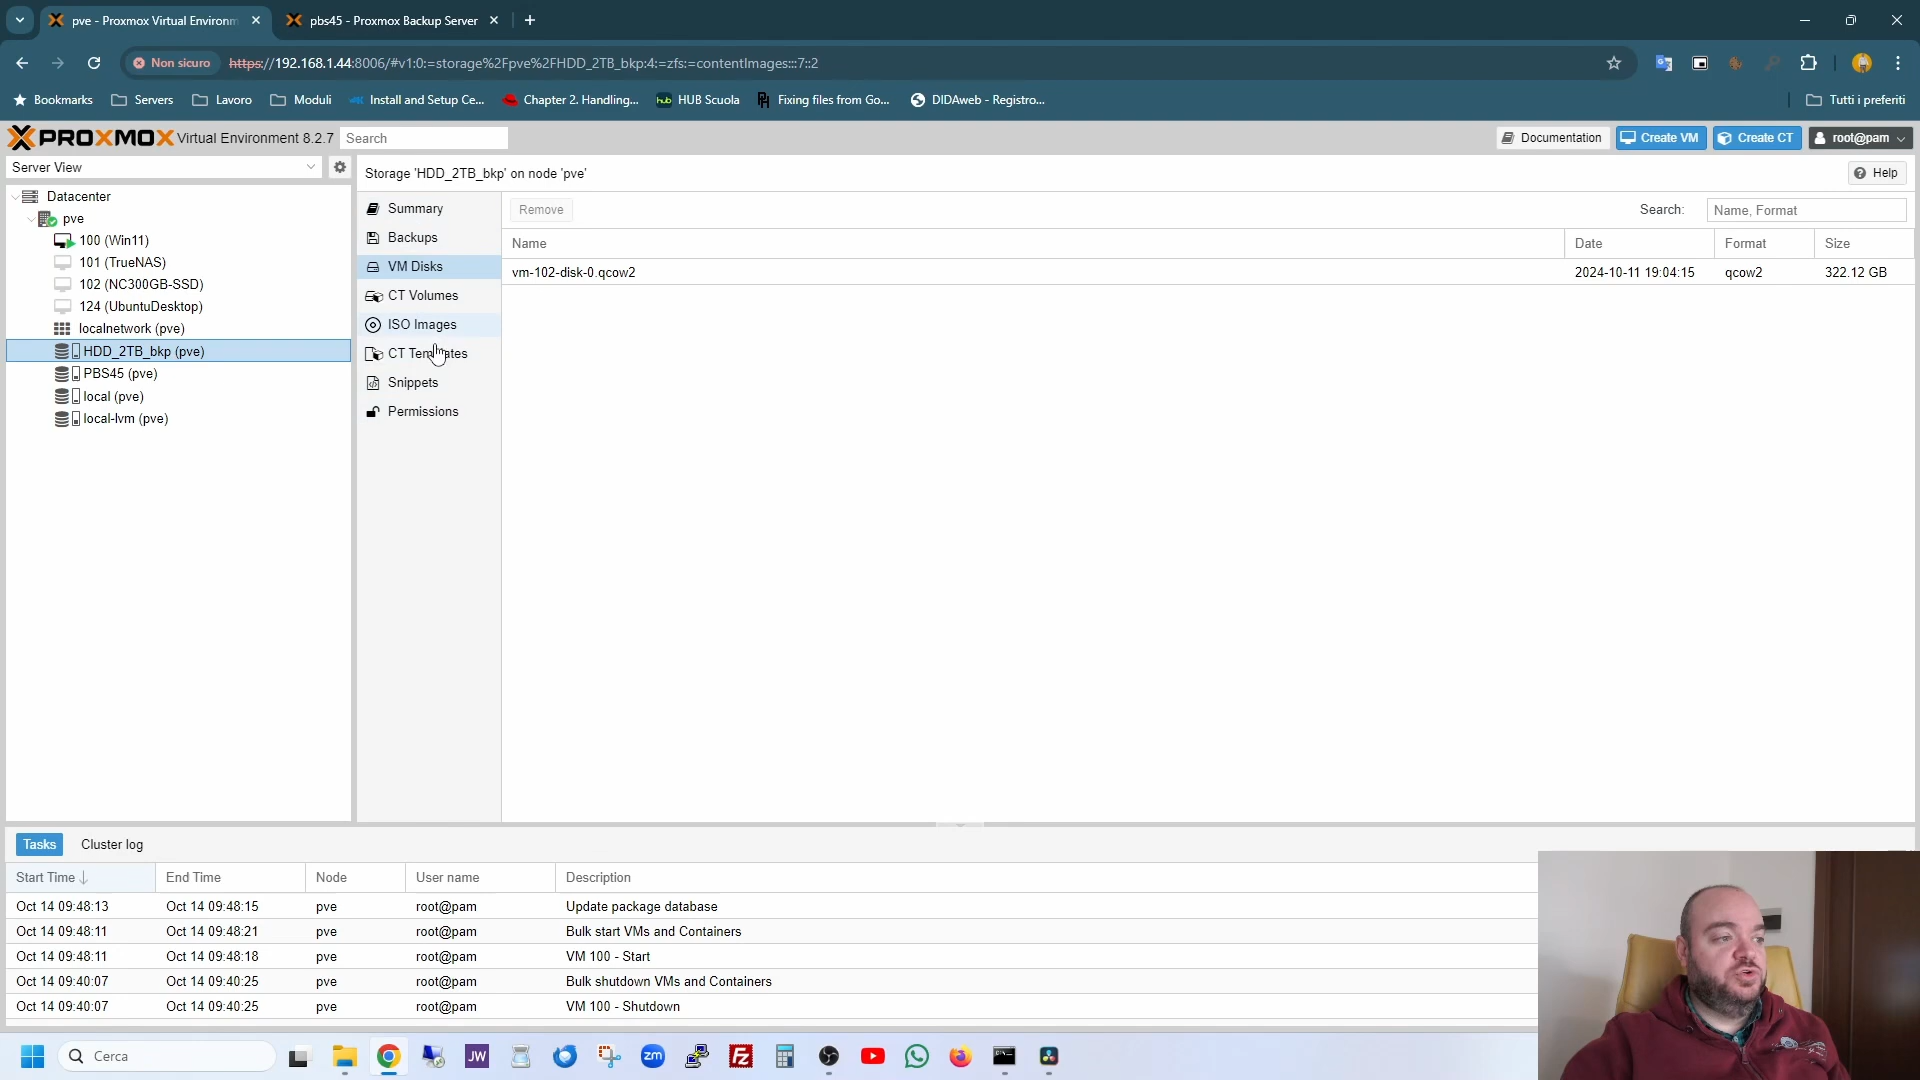 pve - Proxmox Virtual Environm
pbs45 - Proxmox Backup Server
Non sicuro
https://192.168.1.44:8006/#v1:0:=storage%2Fpve%2FHDD_2TB_bkp:4:=zfs:=contentImages:::7::2
Bookmarks
Servers
Lavoro
Moduli
Install and Setup Ce...
Chapter 2. Handling...
HUB Scuola
Fixing files from Go...
DIDAweb - Registro...
Tutti i preferiti
PROXMOX Virtual Environment 8.2.7
Search
Documentation
Create VM
Create CT
root@pam
Server View
Datacenter
pve
100 (Win11)
101 (TrueNAS)
102 (NC300GB-SSD)
124 (UbuntuDesktop)
localnetwork (pve)
HDD_2TB_bkp (pve)
PBS45 (pve)
local (pve)
local-lvm (pve)
Storage 'HDD_2TB_bkp' on node 'pve'
Help
Summary
Backups
VM Disks
CT Volumes
ISO Images
CT Templates
Snippets
Permissions
Remove
Search:
Name, Format
Name Date Format Size
vm-102-disk-0.qcow2 2024-10-11 19:04:15 qcow2 322.12 GB
Tasks
Cluster log
Start Time End Time Node User name Description
Oct 14 09:48:13 Oct 14 09:48:15 pve root@pam Update package database
Oct 14 09:48:11 Oct 14 09:48:21 pve root@pam Bulk start VMs and Containers
Oct 14 09:48:11 Oct 14 09:48:18 pve root@pam VM 100 - Start
Oct 14 09:40:07 Oct 14 09:40:25 pve root@pam Bulk shutdown VMs and Containers
Oct 14 09:40:07 Oct 14 09:40:25 pve root@pam VM 100 - Shutdown
Cerca
JW
zm
FZ